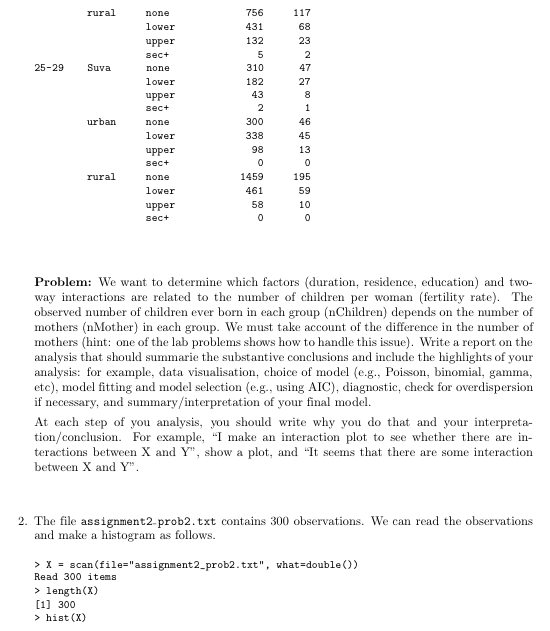 rural none 756 117
lower 431 68
upper 132 23
sec+ 5 2
25-29 Suva none 310 47
lower 182 27
upper 43 8
sec+ 2 1
urban none 300 46
lower 338 45
upper 98 13
sec+ 0 0
rural none 1459 195
lower 461 59
upper 58 10
sec+ 0 0
Problem: We want to determine which factors (duration, residence, education) and two-
way interactions are related to the number of children per woman (fertility rate). The
observed number of children ever born in each group (nChildren) depends on the number of
mothers (nMother) in each group. We must take account of the difference in the number of
mothers (hint: one of the lab problems shows how to handle this issue). Write a report on the
analysis that should summarie the substantive conclusions and include the highlights of your
analysis: for example, data visualisation, choice of model (e.g., Poisson, binomial, gamma,
etc), model fitting and model selection (e.g., using AIC), diagnostic, check for overdispersion
if necessary, and summary/interpretation of your final model.
At each step of you analysis, you should write why you do that and your interpreta-
tion/conclusion. For example, “I make an interaction plot to see whether there are in-
teractions between X and Y”, show a plot, and “It seems that there are some interaction
between X and Y”.
2. The file assignment2_prob2.txt contains 300 observations. We can read the observations
and make a histogram as follows.
> X = scan(file="assignment2_prob2.txt", what=double())
Read 300 items
> length(X)
[1] 300
> hist(X)